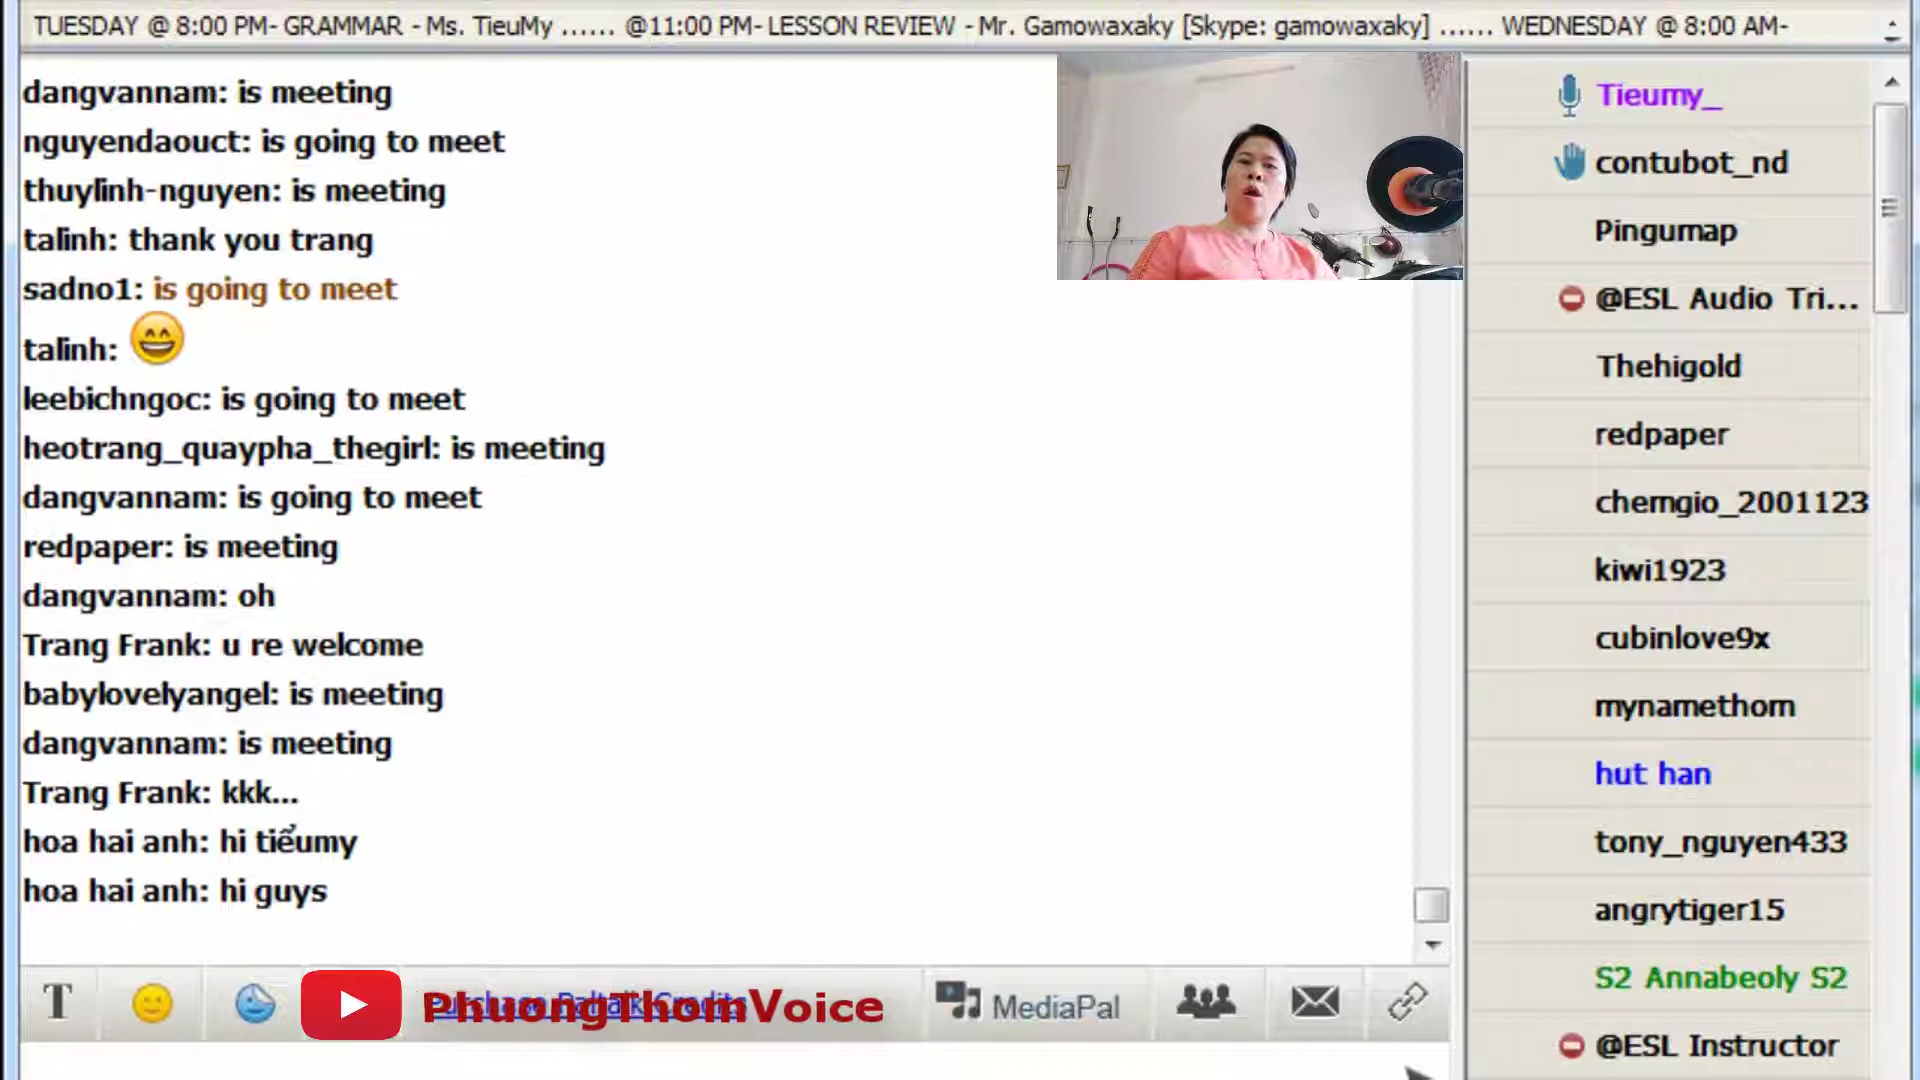 TUESDAY @ 8:00 PM- GRAMMAR - Ms. TieuMy ...... @11:00 PM- LESSON REVIEW - Mr. Gamowaxaky [Skype: gamowaxaky] ...... WEDNESDAY @ 8:00 AM-
dangvannam: is meeting
nguyendaouct: is going to meet
thuylinh-nguyen: is meeting
talinh: thank you trang
sadno1: is going to meet
talinh:
leebichngoc: is going to meet
heotrang_quaypha_thegirl: is meeting
dangvannam: is going to meet
redpaper: is meeting
dangvannam: oh
Trang Frank: u re welcome
babylovelyangel: is meeting
dangvannam: is meeting
Trang Frank: kkk...
hoa hai anh: hi tiểumy
hoa hai anh: hi guys
Tieumy_
contubot_nd
Pingumap
@ESL Audio Tri...
Thehigold
redpaper
chemgio_2001123
kiwi1923
cubinlove9x
mynamethom
hut han
tony_nguyen433
angrytiger15
S2 Annabeoly S2
@ESL Instructor
T
Purchase Paltalk Credits
PhuongThomVoice
MediaPal